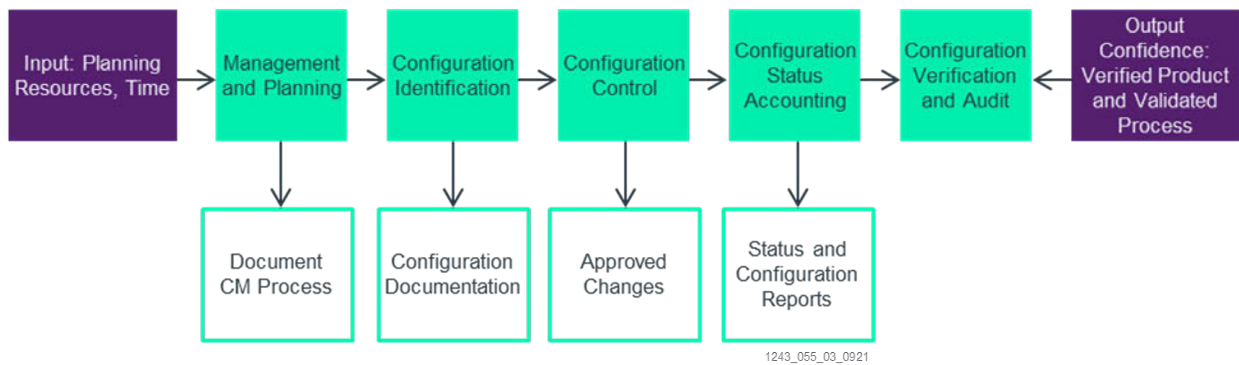 Input: Planning
Resources, Time
Management
and Planning
Configuration
Identification
Configuration
Control
Configuration
Status
Accounting
Configuration
Verification
and Audit
Output
Confidence:
Verified Product
and Validated
Process
Document
CM Process
Configuration
Documentation
Approved
Changes
Status and
Configuration
Reports
1243_055_03_0921